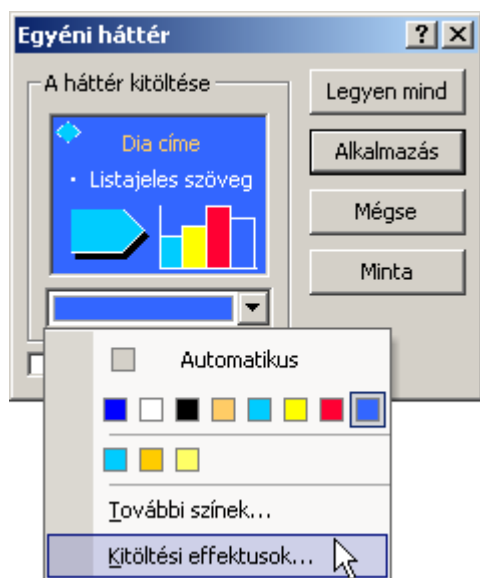 Egyéni háttér
A háttér kitöltése
Legyen mind
Dia címe
Alkalmazás
• Listajeles szöveg
Mégse
Minta
Automatikus
További színek...
Kitöltési effektusok...